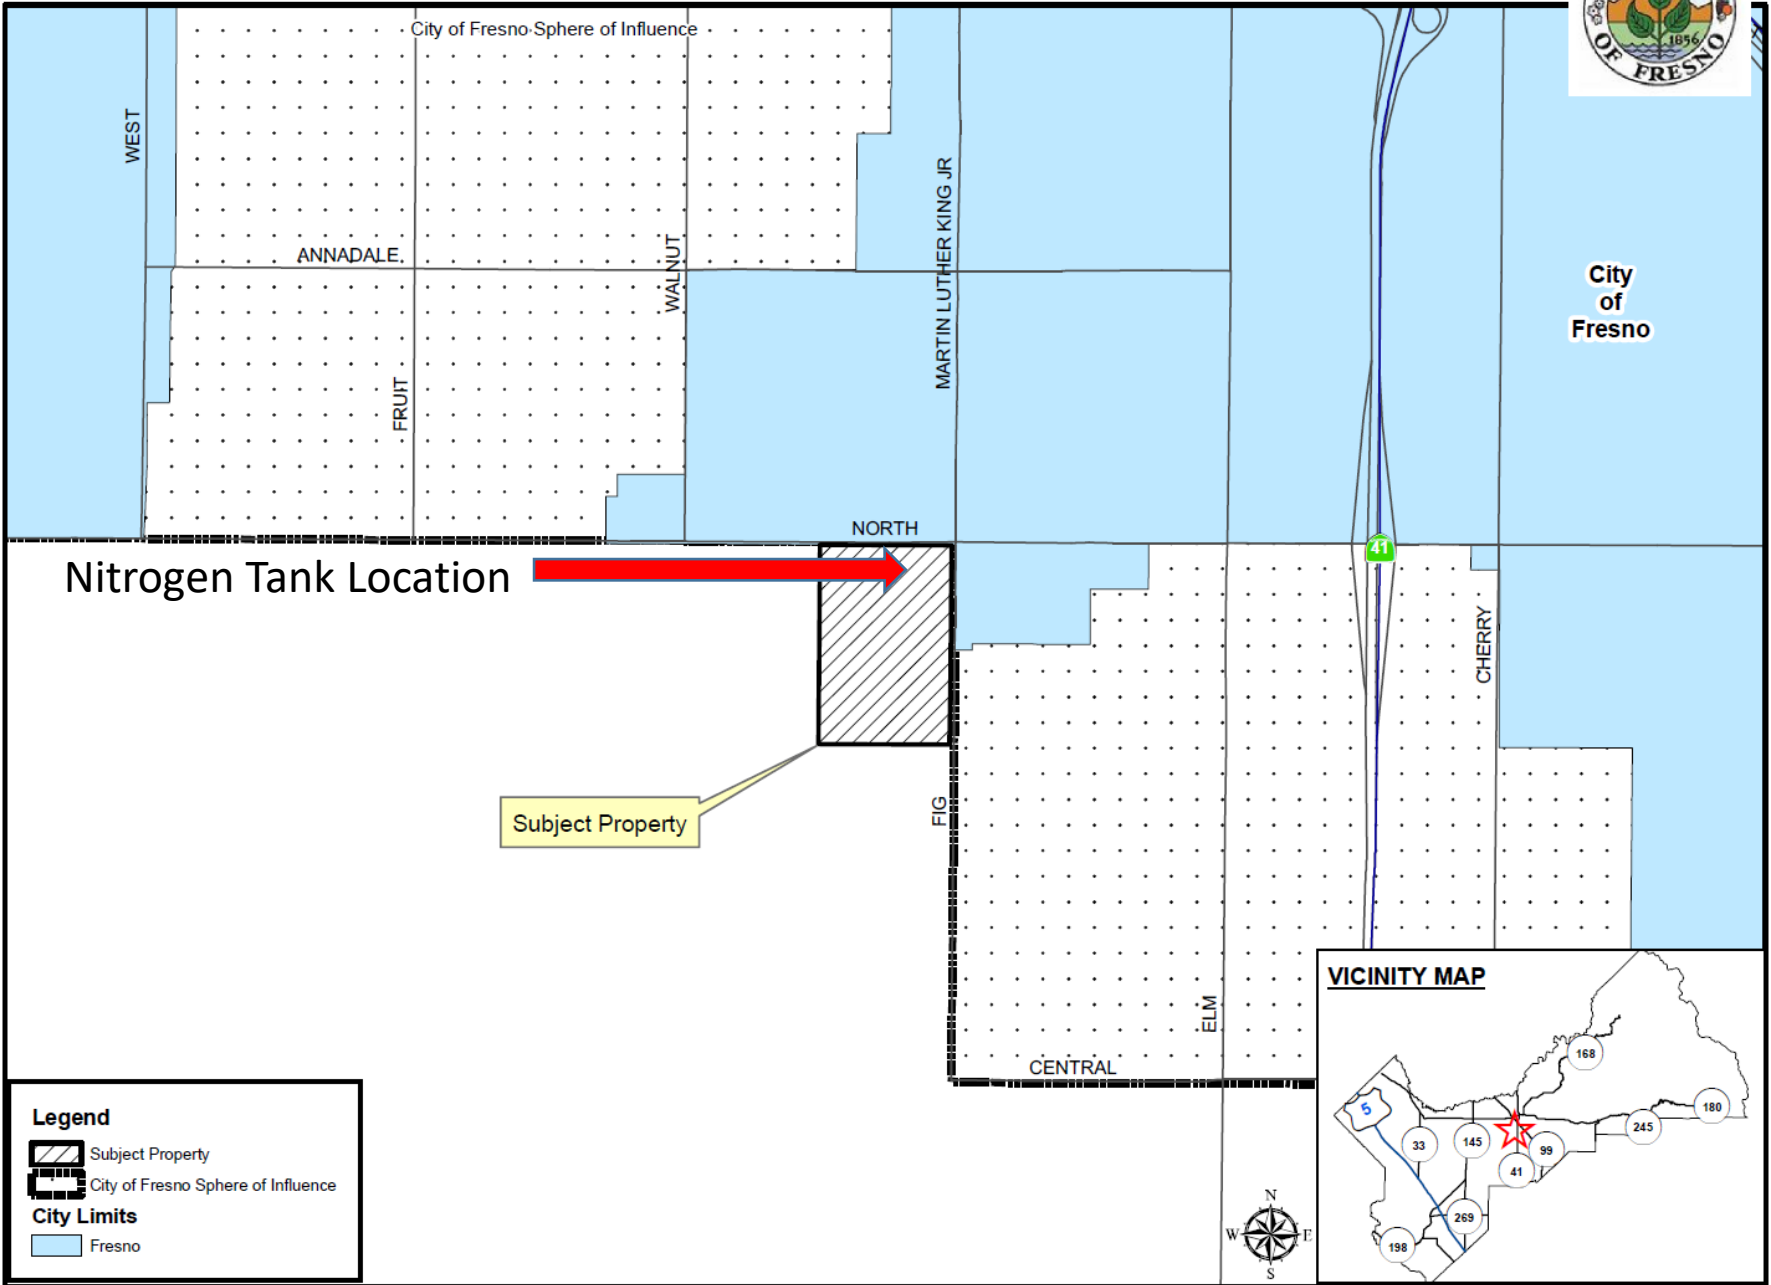 City of Fresno Sphere of Influence
1856
OF FRESNO
WEST
ANNADALE
WALNUT
MARTIN LUTHER KING JR
City
of
Fresno
FRUIT
NORTH
41
Nitrogen Tank Location
CHERRY
Subject Property
FIG
ELM
CENTRAL
VICINITY MAP
168
5
180
245
33
145
99
41
269
198
Legend
Subject Property
City of Fresno Sphere of Influence
City Limits
Fresno
N
W
E
S